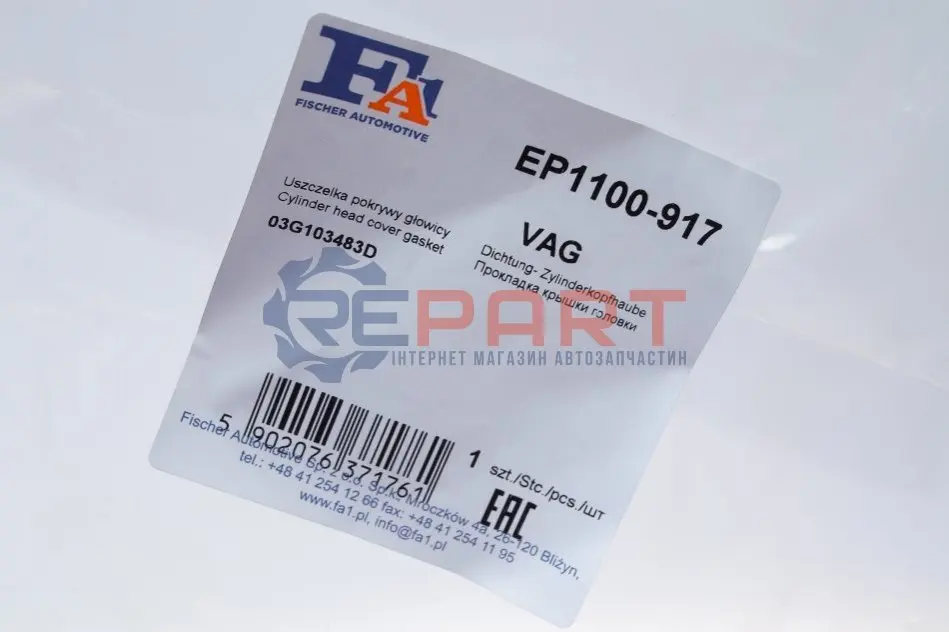 FA1
FISCHER AUTOMOTIVE
EP1100-917
VAG
Uszczelka pokrywy głowicy
Cylinder head cover gasket
03G103483D
Dichtung- Zylinderkopfhaube
Прокладка крышки головки
REPART
ІНТЕРНЕТ МАГАЗИН АВТОЗАПЧАСТИН
5 902076 371761
1 szt./Stc./pcs./шт
EAC
Fischer Automotive Sp. z o.o. Sp.k. Mroczków 4a, 26-120 Bliżyn,
tel.: +48 41 254 12 66 fax: +48 41 254 11 95
www.fa1.pl, info@fa1.pl